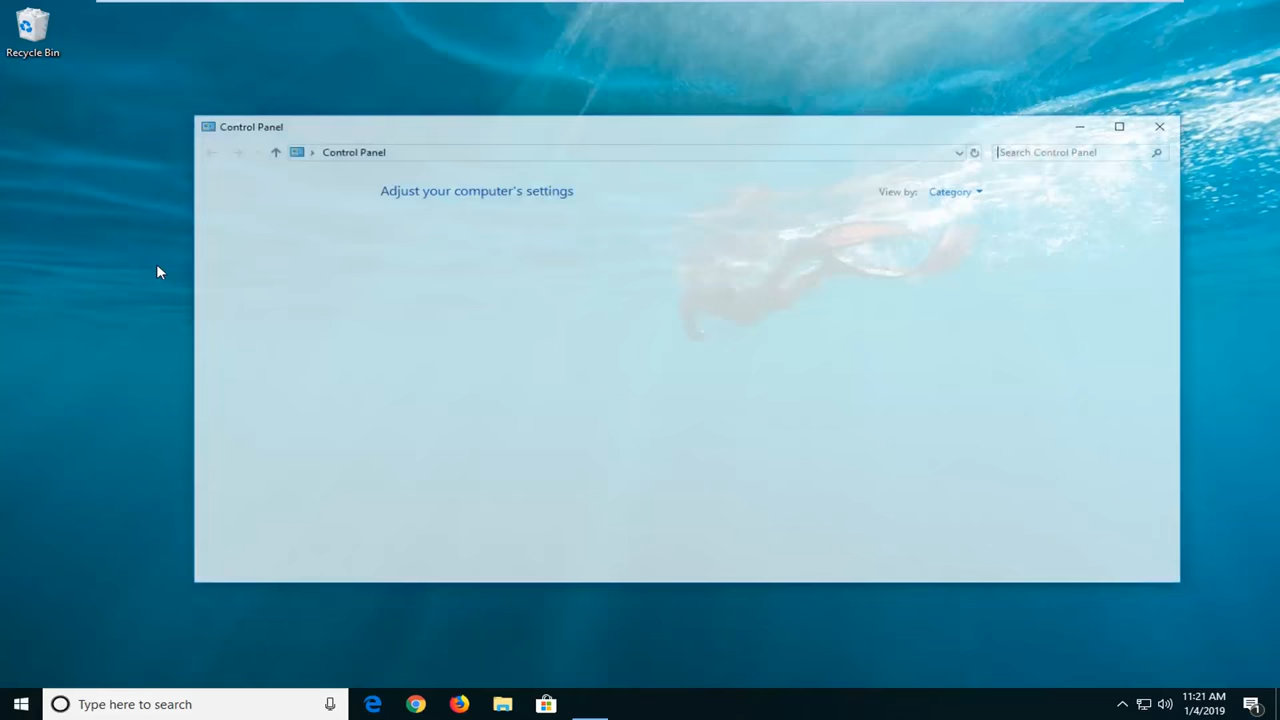 Recycle Bin
Control Panel
Control Panel
Search Control Panel
Adjust your computer's settings
View by: Category
Type here to search
11:21 AM
1/4/2019
1